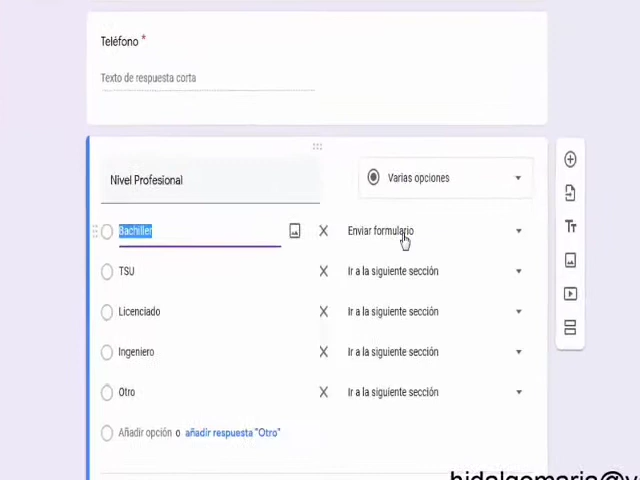 Teléfono *
Texto de respuesta corta
Nivel Profesional
Varias opciones
Bachiller
Enviar formulario
TSU
Ir a la siguiente sección
Licenciado
Ir a la siguiente sección
Ingeniero
Ir a la siguiente sección
Otro
Ir a la siguiente sección
Añadir opción o añadir respuesta "Otro"